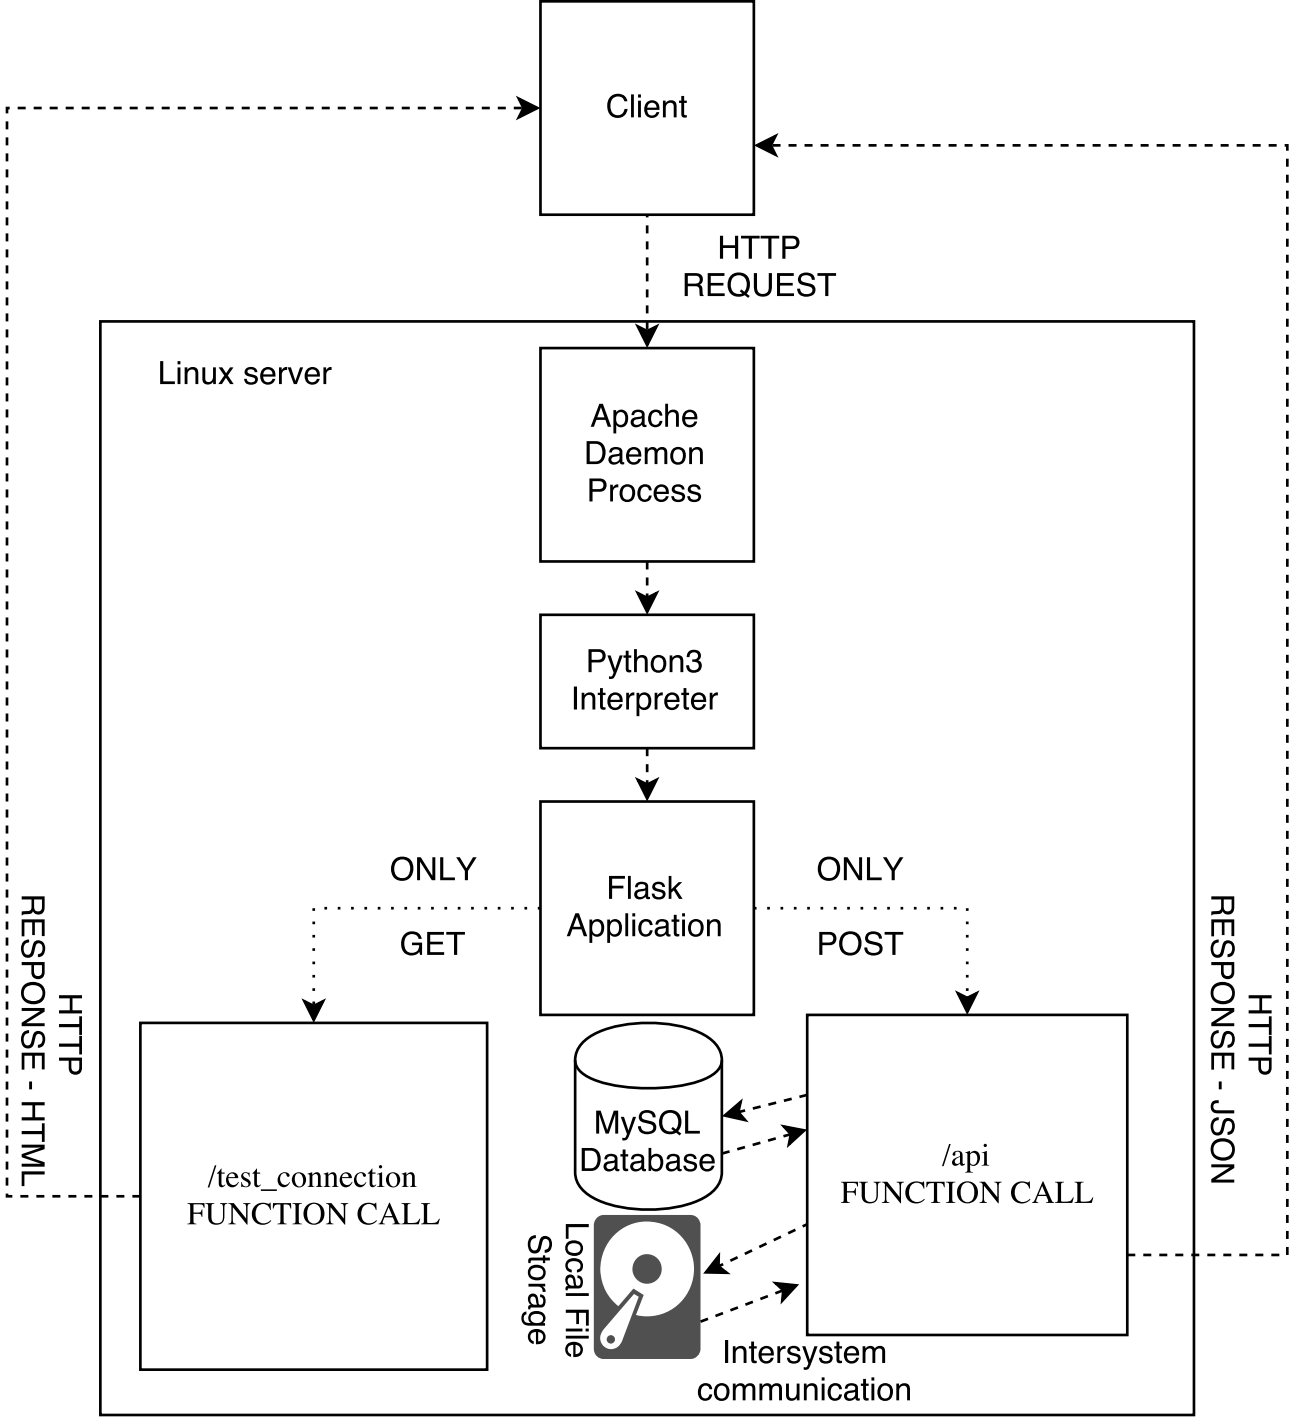 Client
HTTP
REQUEST
Linux server
Apache
Daemon
Process
Python3
Interpreter
Flask
Application
ONLY
GET
ONLY
POST
HTTP
RESPONSE - HTML
HTTP
RESPONSE - JSON
/test_connection
FUNCTION CALL
MySQL
Database
/api
FUNCTION CALL
Local File
Storage
Intersystem
communication